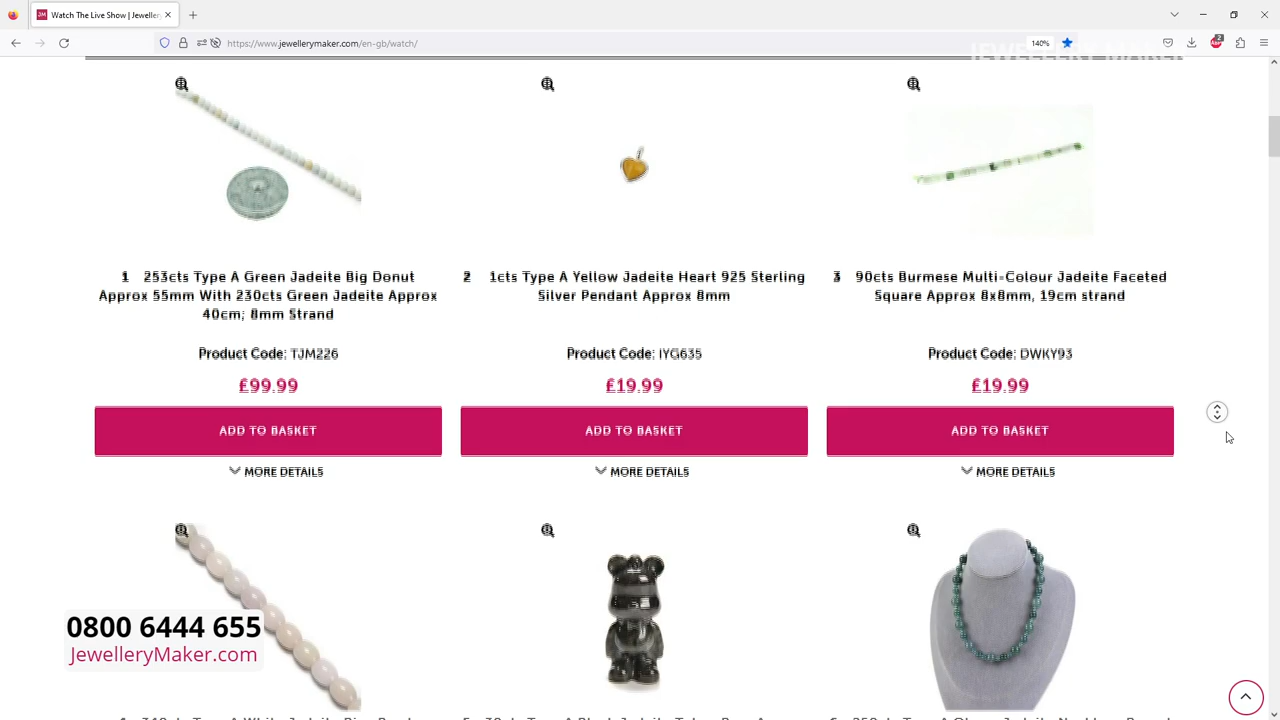 Watch The Live Show | Jeweller
https://www.jewellerymaker.com/en-gb/watch/
140%
2
JEWELLERY MAKER
1 253cts Type A Green Jadeite Big Donut
Approx 55mm With 230cts Green Jadeite Approx
40cm; 8mm Strand
Product Code: TJM226
£99.99
ADD TO BASKET
MORE DETAILS
2 1cts Type A Yellow Jadeite Heart 925 Sterling
Silver Pendant Approx 8mm
Product Code: IYG635
£19.99
ADD TO BASKET
MORE DETAILS
3 90cts Burmese Multi-Colour Jadeite Faceted
Square Approx 8x8mm, 19cm strand
Product Code: DWKY93
£19.99
ADD TO BASKET
MORE DETAILS
0800 6444 655
JewelleryMaker.com